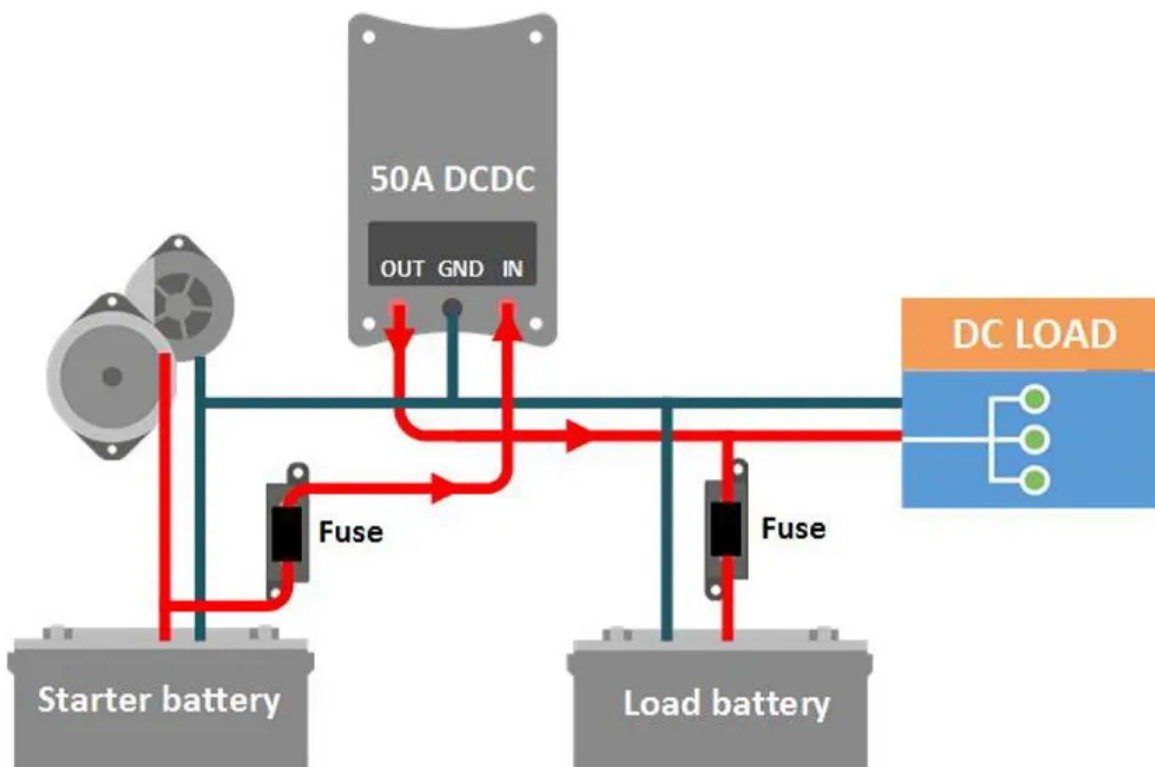 50A DCDC
OUT GND IN
DC LOAD
Fuse
Fuse
Starter battery
Load battery